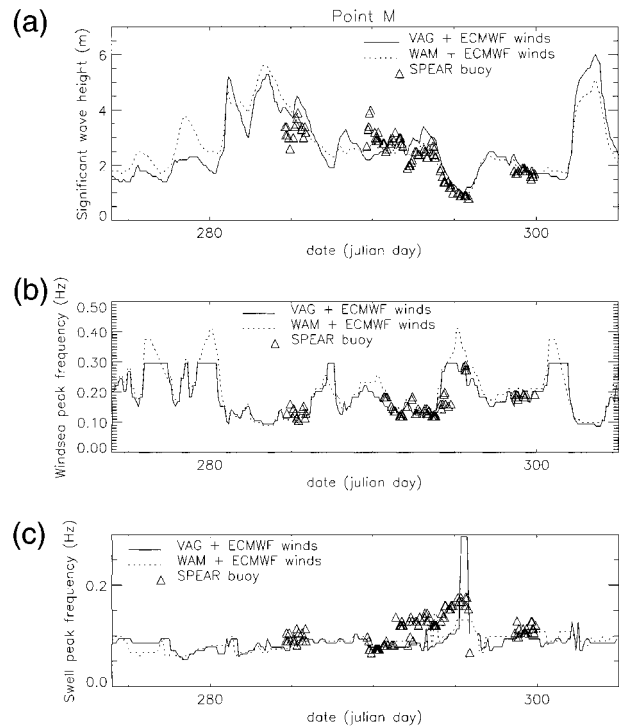 Point M
(a)
Significant wave height (m)
6
4
2
0
VAG + ECMWF winds
WAM + ECMWF winds
SPEAR buoy
280
300
date (julian day)
(b)
Windsea peak frequency (Hz)
0.50
0.40
0.30
0.20
0.10
0.00
VAG + ECMWF winds
WAM + ECMWF winds
SPEAR buoy
280
300
date (julian day)
(c)
Swell peak frequency (Hz)
0.2
0.0
VAG + ECMWF winds
WAM + ECMWF winds
SPEAR buoy
280
300
date (julian day)